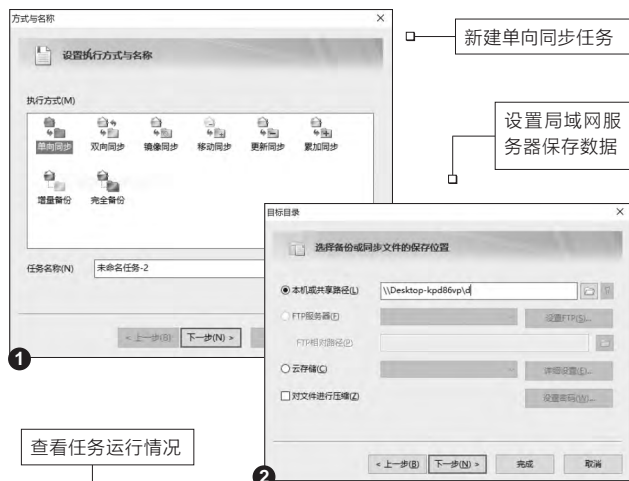 方式与名称
设置执行方式与名称
执行方式(M)
单向同步 双向同步 镜像同步 移动同步 更新同步 累加同步
增量备份 完全备份
任务名称(N) 未命名任务-2
< 上一步(B) 下一步(N) >
1
新建单向同步任务
设置局域网服
务器保存数据
目标目录
选择备份或同步文件的保存位置
本机或共享路径(L) \\Desktop-kpd86vp\d
FTP服务器(F) 设置FTP(S)...
FTP相对路径(P)
云存储(C) 详细设置(E)...
对文件进行压缩(Z) 设置密码(W)...
< 上一步(B) 下一步(N) > 完成 取消
2
查看任务运行情况